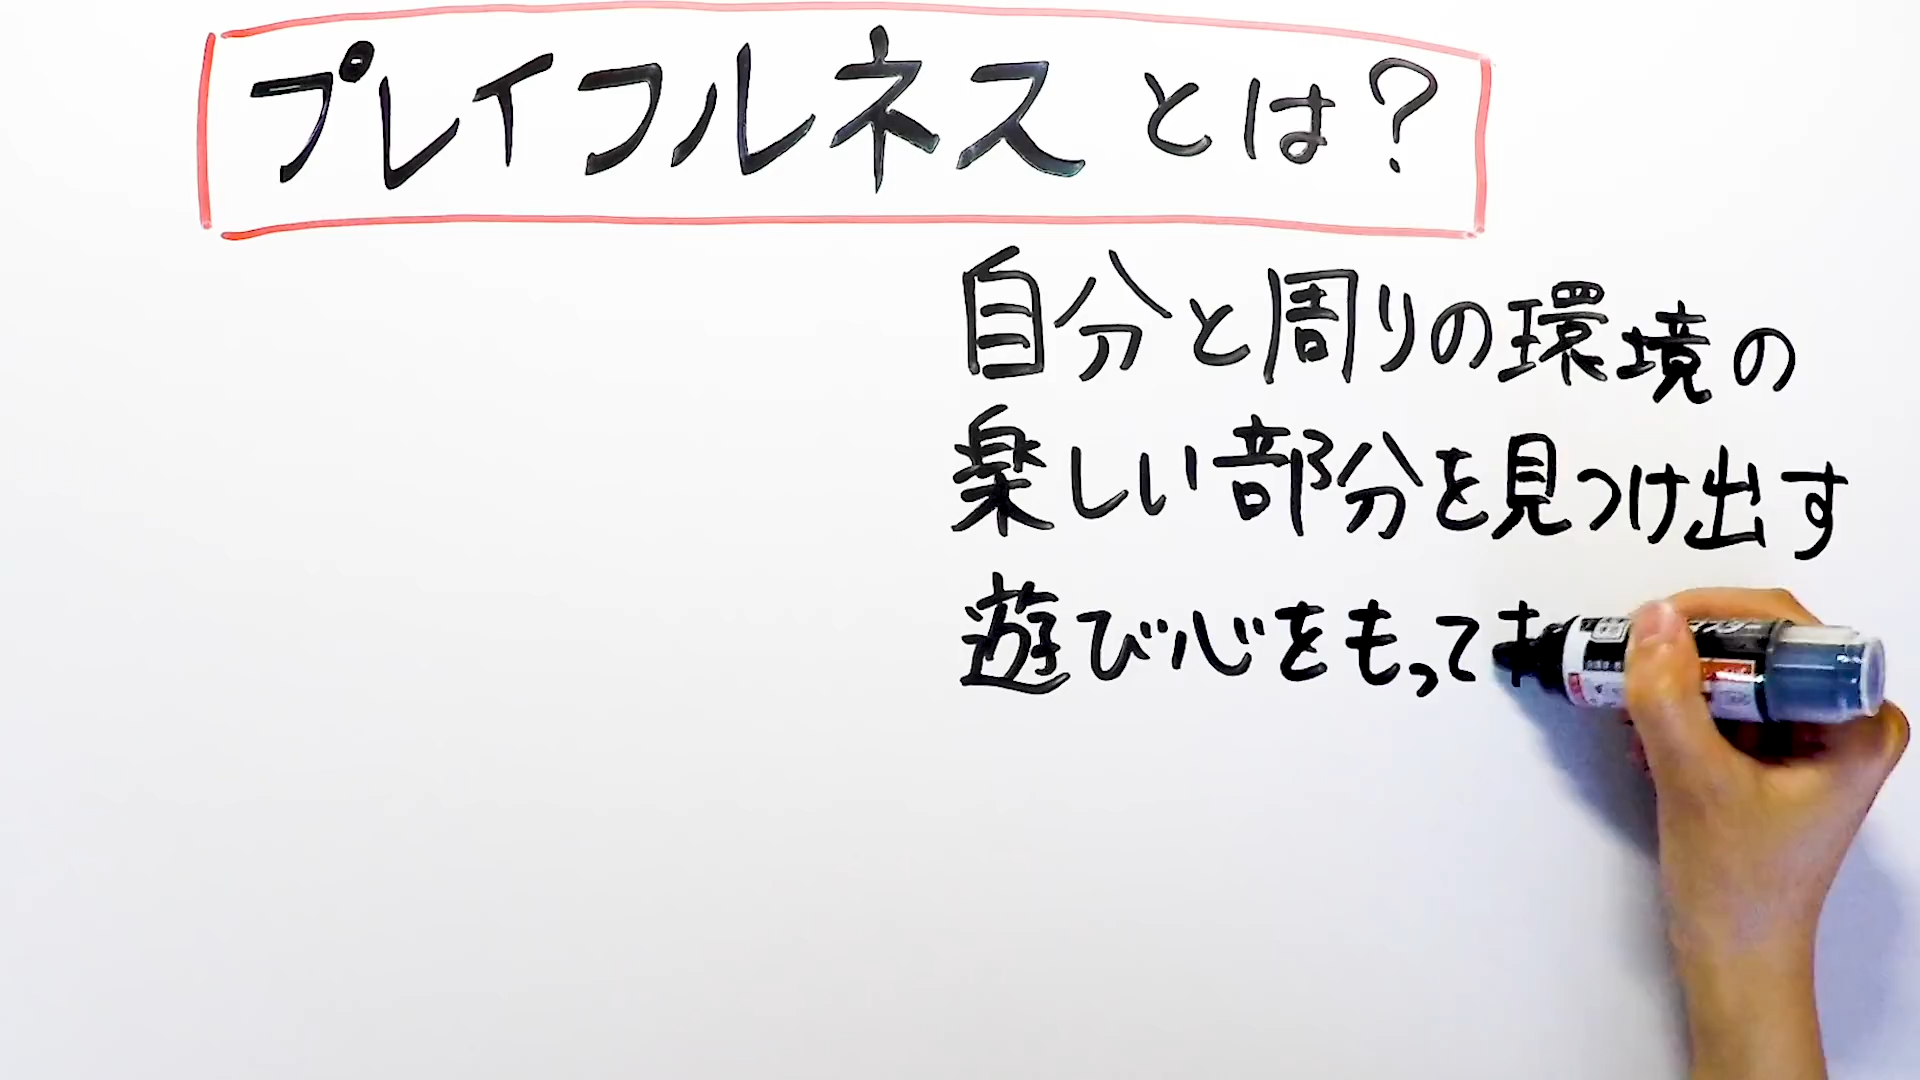 プレイフルネスとは?
自分と周りの環境の
楽しい部分を見つけ出す
遊び心をもって